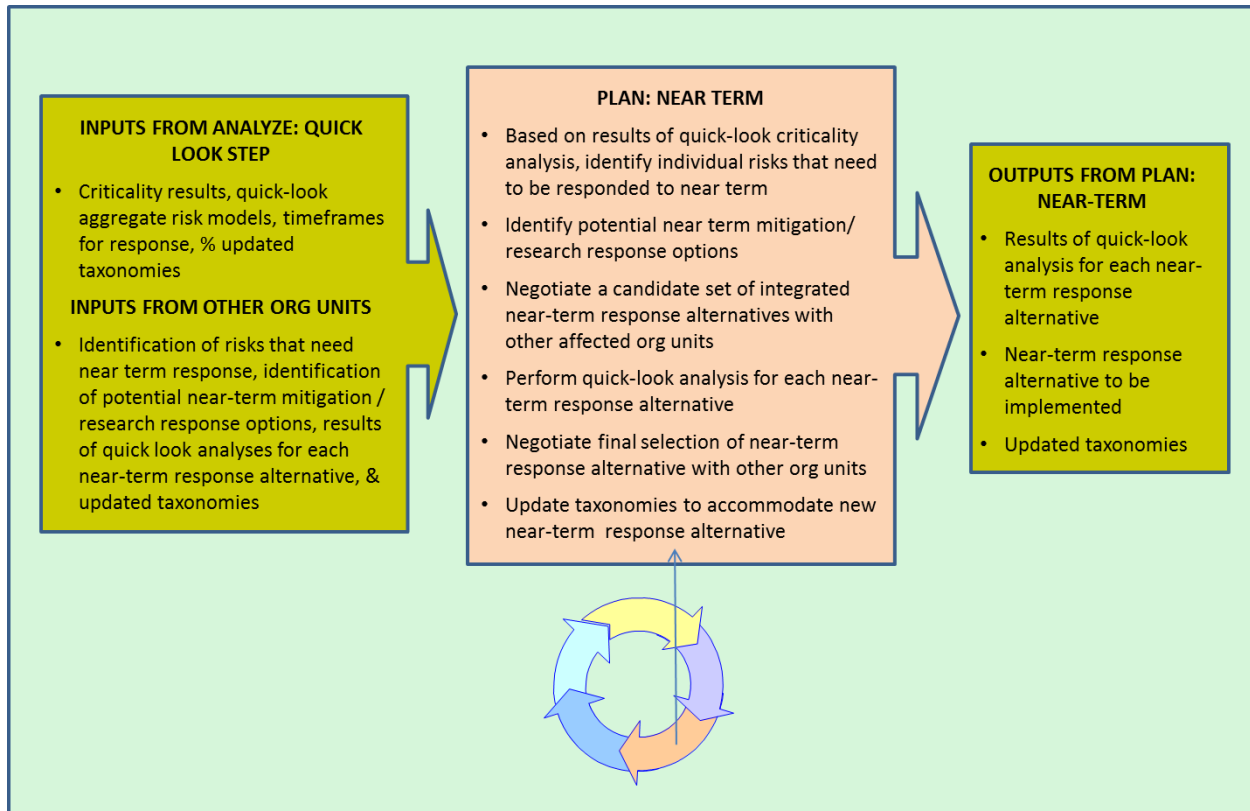 INPUTS FROM ANALYZE: QUICK
LOOK STEP
• Criticality results, quick-look
aggregate risk models, timeframes
for response, % updated
taxonomies
INPUTS FROM OTHER ORG UNITS
• Identification of risks that need
near term response, identification
of potential near-term mitigation /
research response options, results
of quick look analyses for each
near-term response alternative, &
updated taxonomies
PLAN: NEAR TERM
• Based on results of quick-look criticality
analysis, identify individual risks that need
to be responded to near term
• Identify potential near term mitigation/
research response options
• Negotiate a candidate set of integrated
near-term response alternatives with
other affected org units
• Perform quick-look analysis for each near-
term response alternative
• Negotiate final selection of near-term
response alternative with other org units
• Update taxonomies to accommodate new
near-term response alternative
OUTPUTS FROM PLAN:
NEAR-TERM
• Results of quick-look
analysis for each near-
term response
alternative
• Near-term response
alternative to be
implemented
• Updated taxonomies